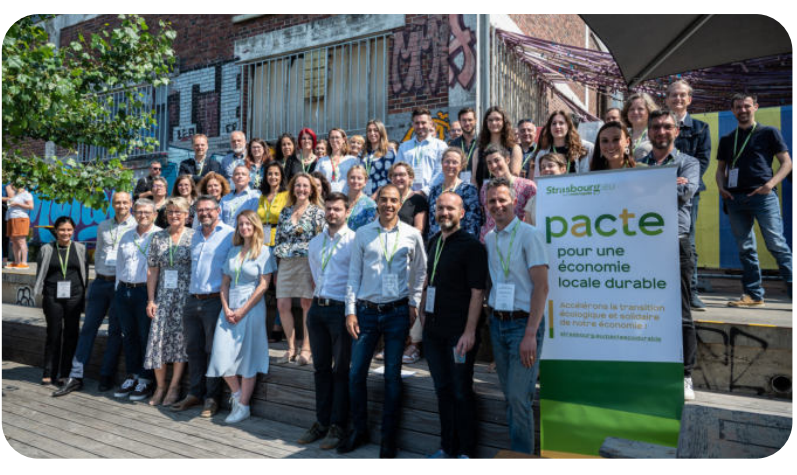 Strasbourg.eu
pacte
pour une
économie
locale durable
Accélérons la transition
écologique et solidaire
de notre économie !